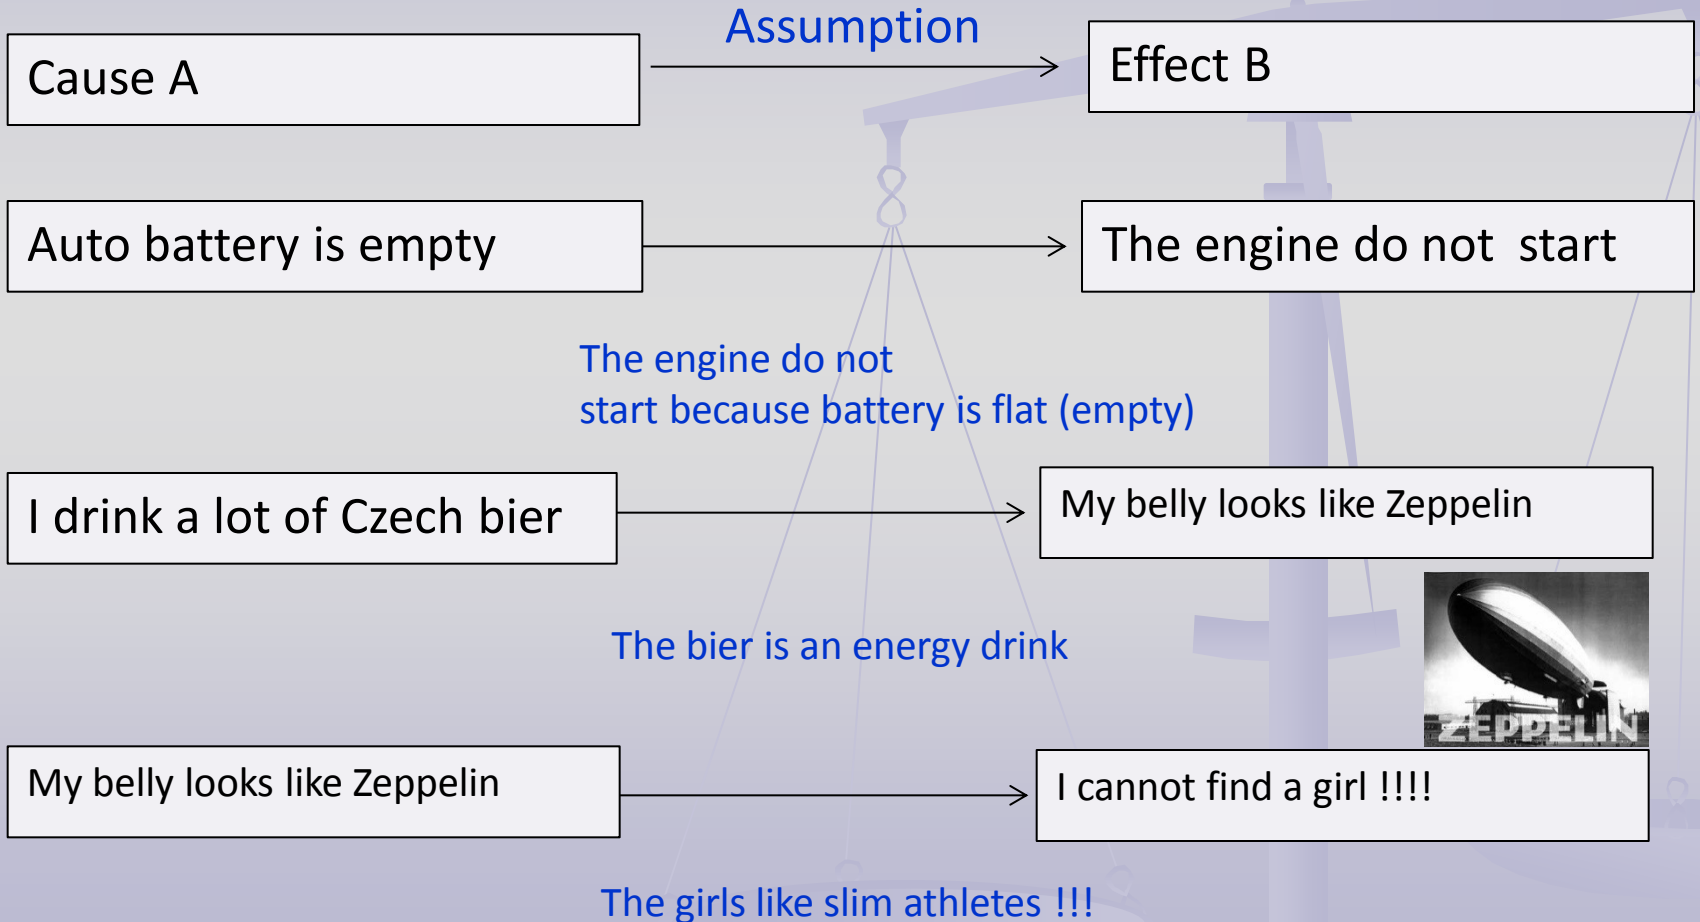 Assumption
Cause A
Effect B
Auto battery is empty
The engine do not  start
The engine do not
start because battery is flat (empty)
I drink a lot of Czech bier
My belly looks like Zeppelin
The bier is an energy drink
ZEPPELIN
My belly looks like Zeppelin
I cannot find a girl !!!!
The girls like slim athletes !!!